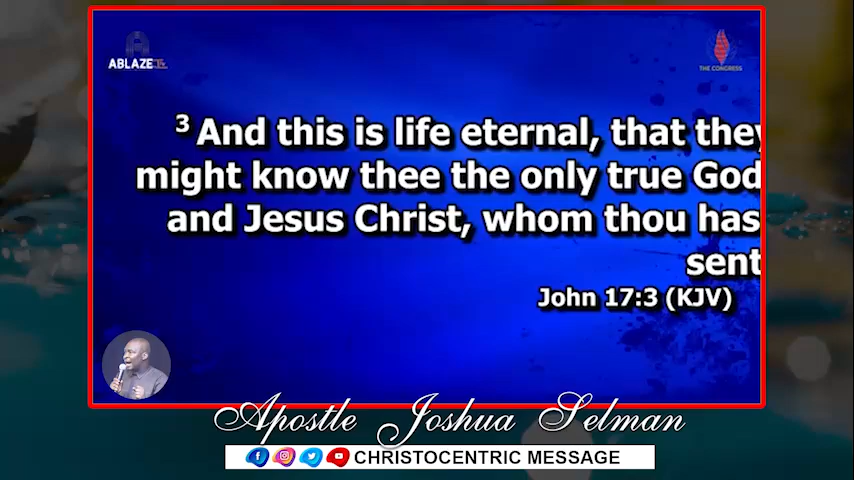 ABLAZE TV
THE CONGRESS
3 And this is life eternal, that they
might know thee the only true God
and Jesus Christ, whom thou has
sent
John 17:3 (KJV)
Apostle Joshua Selman
CHRISTOCENTRIC MESSAGE